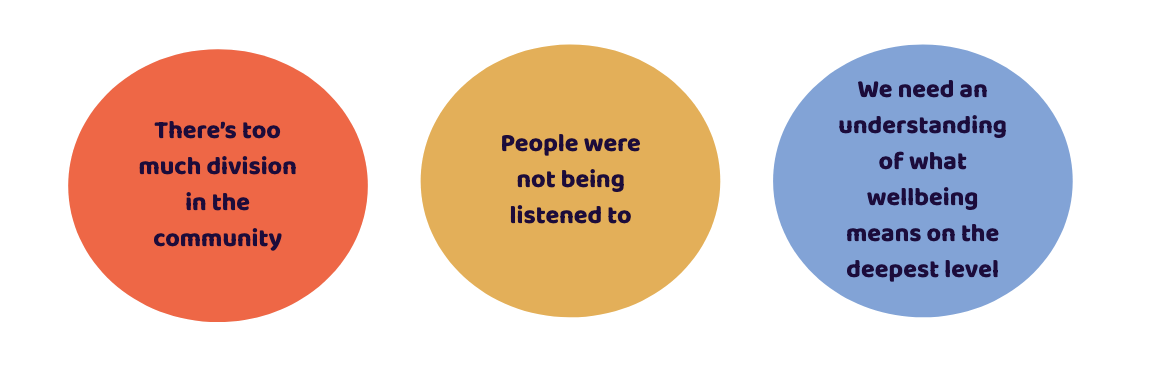 There's too
much division
in the
community
People were
not being
listened to
We need an
understanding
of what
wellbeing
means on the
deepest level